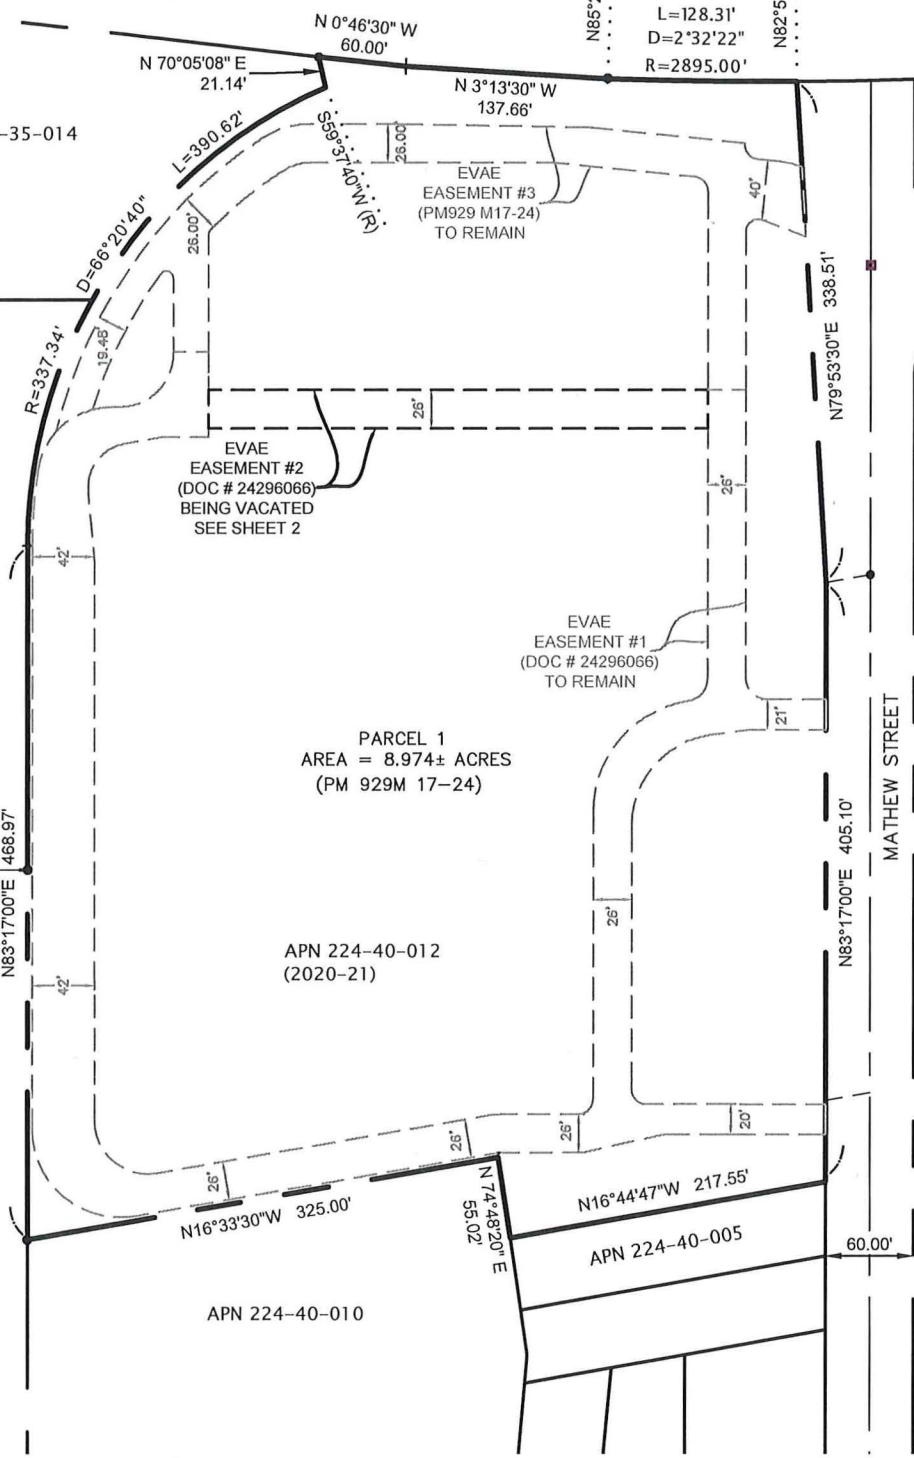 N 0°46'30" W
60.00'
N85°2
L=128.31'
D=2°32'22"
R=2895.00'
N82°5
N 70°05'08" E
21.14'
N 3°13'30" W
137.66'
-35-014
L=390.62'
S59°37'40"W (R)
26.00'
EVAE
EASEMENT #3
(PM929 M17-24)
TO REMAIN
40'
D=66°20'40"
26.00'
N79°53'30"E 338.51'
R=337.34'
19.48'
26'
EVAE
EASEMENT #2
(DOC # 24296066)
BEING VACATED
SEE SHEET 2
26'
42'
EVAE
EASEMENT #1
(DOC # 24296066)
TO REMAIN
21'
PARCEL 1
AREA = 8.974± ACRES
(PM 929M 17-24)
MATHEW STREET
N83°17'00"E 468.97'
N83°17'00"E 405.10'
26'
APN 224-40-012
(2020-21)
42'
20'
26'
26'
26'
N16°33'30"W 325.00'
N 74°48'20" E
55.02'
N16°44'47"W 217.55'
APN 224-40-005
60.00'
APN 224-40-010